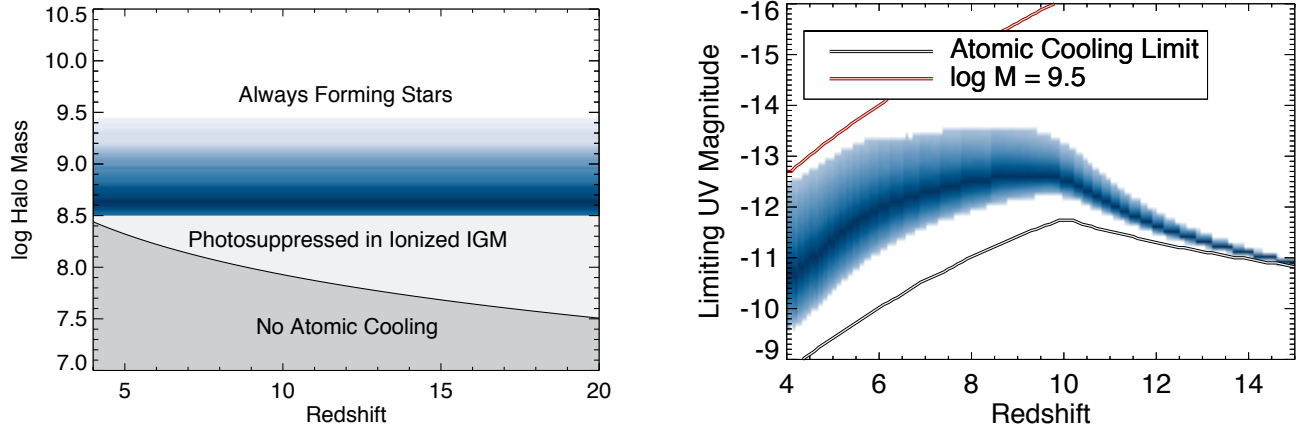 10.5
10.0
9.5
9.0
8.5
8.0
7.5
7.0
log Halo Mass
Always Forming Stars
Photosuppressed in Ionized IGM
No Atomic Cooling
5 10 15 20
Redshift
-16
-15
-14
-13
-12
-11
-10
-9
Limiting UV Magnitude
Atomic Cooling Limit
log M = 9.5
4 6 8 10 12 14
Redshift